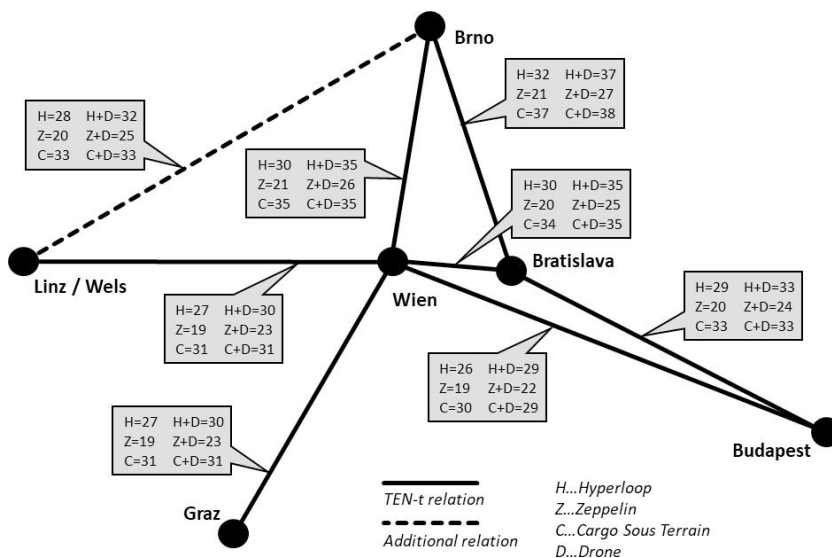 Brno
H=32 H+D=37
Z=21 Z+D=27
C=37 C+D=38
H=28 H+D=32
Z=20 Z+D=25
C=33 C+D=33
H=30 H+D=35
Z=21 Z+D=26
C=35 C+D=35
H=30 H+D=35
Z=20 Z+D=25
C=34 C+D=35
Linz / Wels
Wien
Bratislava
H=27 H+D=30
Z=19 Z+D=23
C=31 C+D=31
H=29 H+D=33
Z=20 Z+D=24
C=33 C+D=33
H=26 H+D=29
Z=19 Z+D=22
C=30 C+D=29
H=27 H+D=30
Z=19 Z+D=23
C=31 C+D=31
Budapest
Graz
TEN-t relation
Additional relation
H...Hyperloop
Z...Zeppelin
C...Cargo Sous Terrain
D...Drone